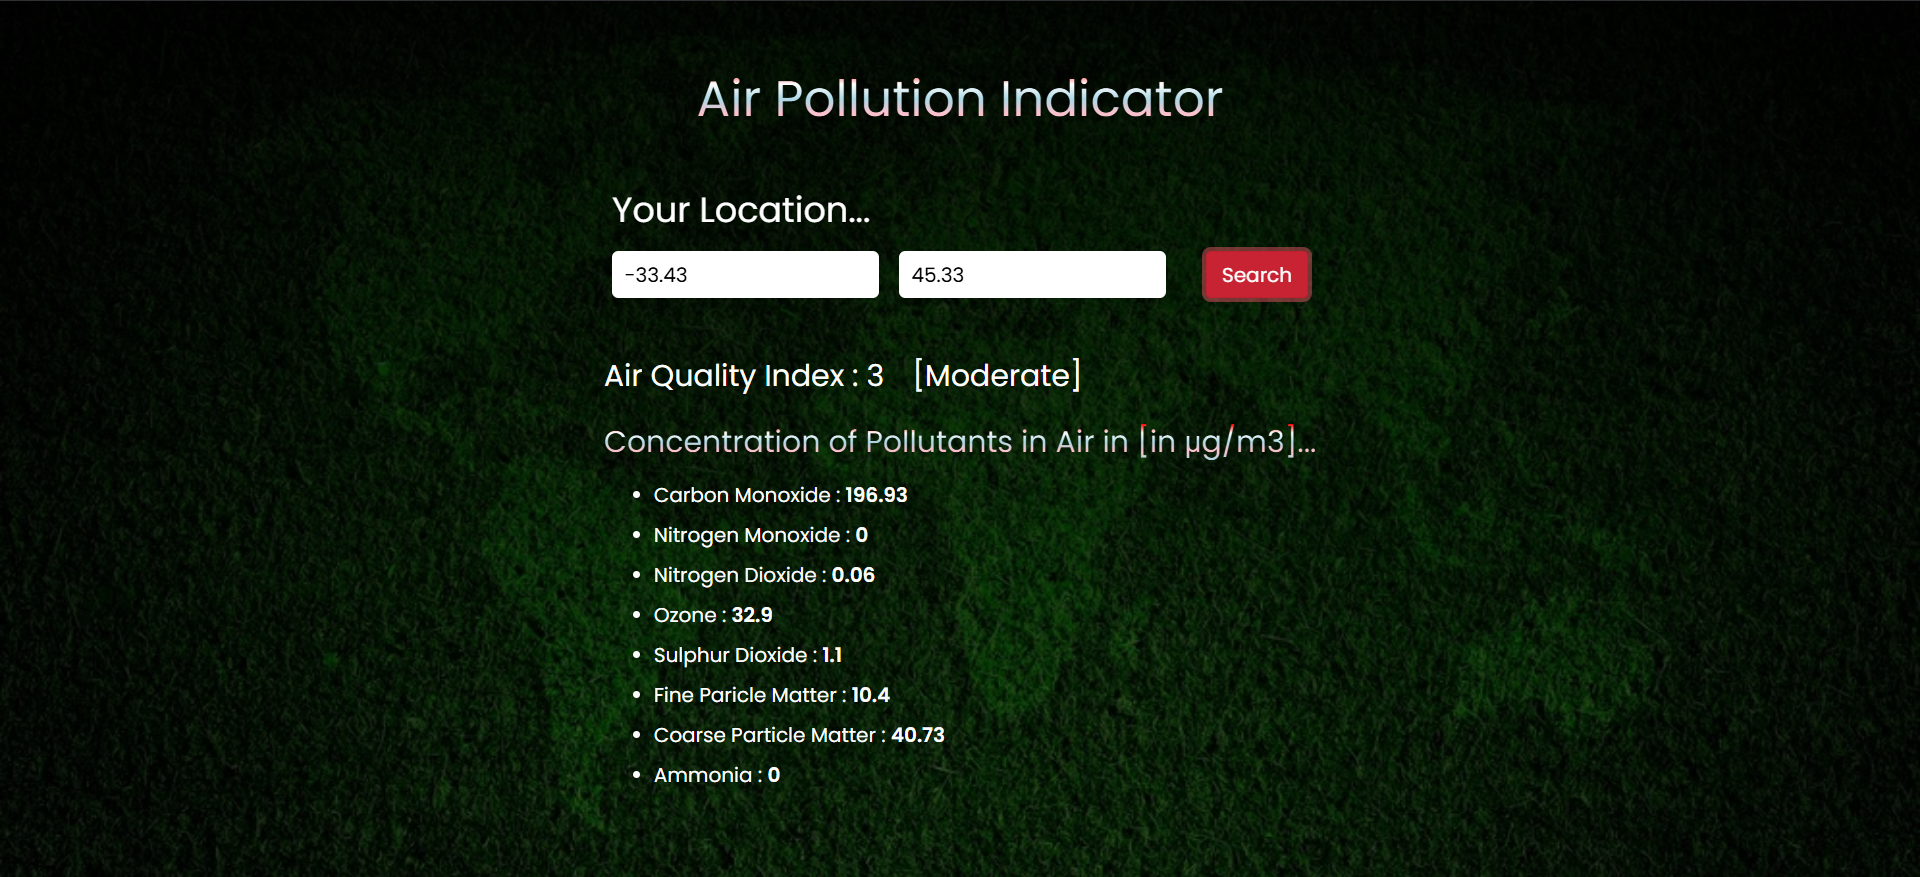 Air Pollution Indicator
Your Location...
-33.43 45.33 Search
Air Quality Index : 3 [Moderate]
Concentration of Pollutants in Air in [in µg/m3]...
• Carbon Monoxide : 196.93
• Nitrogen Monoxide : 0
• Nitrogen Dioxide : 0.06
• Ozone : 32.9
• Sulphur Dioxide : 1.1
• Fine Paricle Matter : 10.4
• Coarse Particle Matter : 40.73
• Ammonia : 0